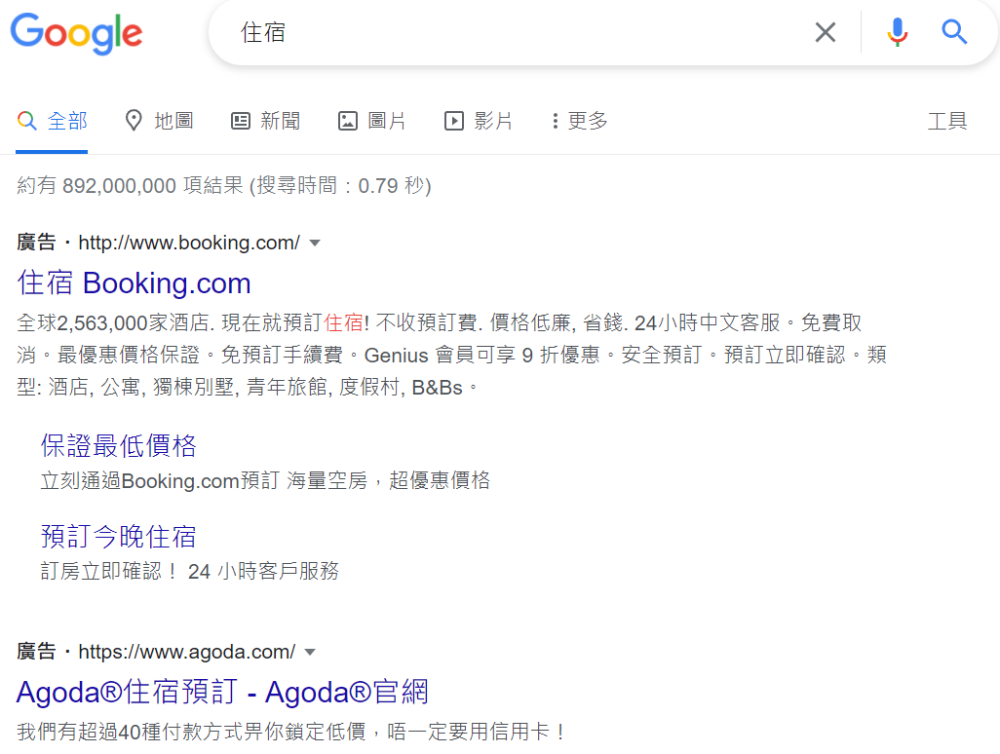 Google
住宿
全部 地圖 新聞 圖片 影片 更多 工具
約有 892,000,000 項結果 (搜尋時間：0.79 秒)
廣告 · http://www.booking.com/
住宿 Booking.com
全球2,563,000家酒店. 現在就預訂住宿! 不收預訂費. 價格低廉, 省錢. 24小時中文客服。免費取
消。最優惠價格保證。免預訂手續費。Genius 會員可享 9 折優惠。安全預訂。預訂立即確認。類
型: 酒店, 公寓, 獨棟別墅, 青年旅館, 度假村, B&Bs。
保證最低價格
立刻通過Booking.com預訂 海量空房，超優惠價格
預訂今晚住宿
訂房立即確認！ 24 小時客戶服務
廣告 · https://www.agoda.com/
Agoda®住宿預訂 - Agoda®官網
我們有超過40種付款方式畀你鎖定低價，唔一定要用信用卡！